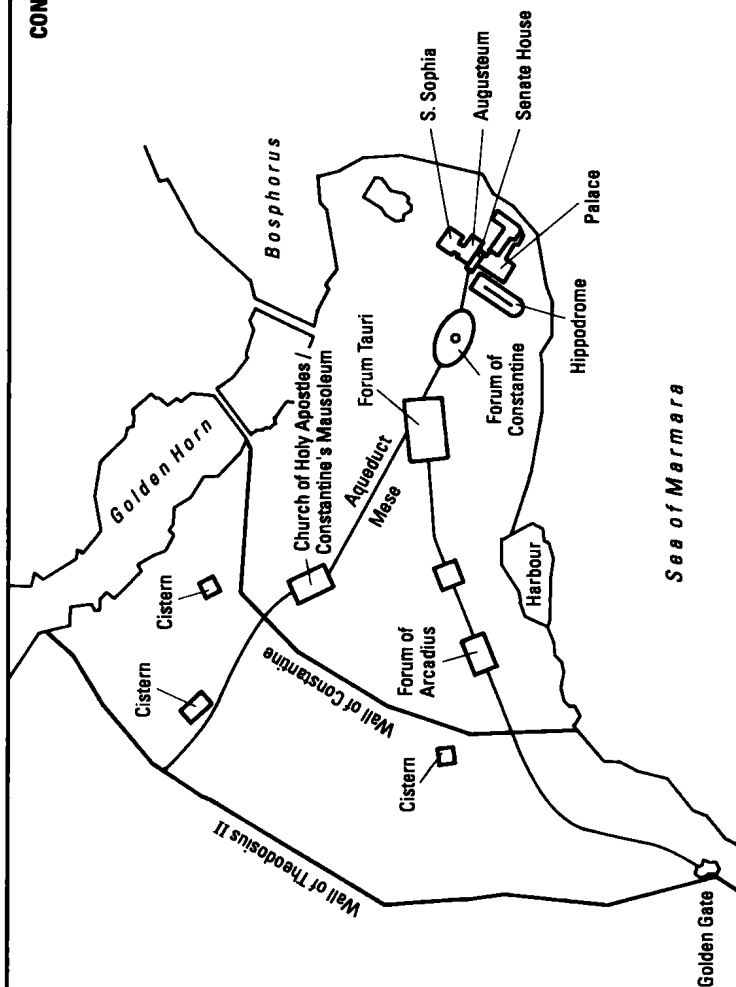 CON
Bosphorus
S. Sophia
Augusteum
Senate House
Palace
Hippodrome
Forum of
Constantine
Forum Tauri
Church of Holy Apostles /
Constantine's Mausoleum
Golden Horn
Aqueduct
Mese
Cistern
Cistern
Wall of Constantine
Forum of
Arcadius
Harbour
Sea of Marmara
Cistern
Wall of Theodosius II
Golden Gate